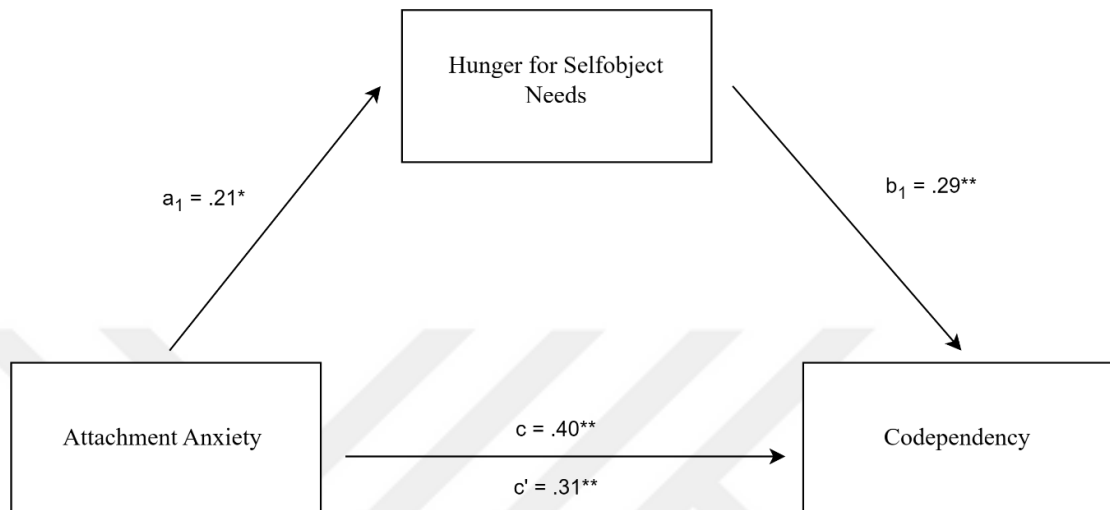 Hunger for Selfobject
Needs
a₁ = .21*
b₁ = .29**
Attachment Anxiety
c = .40**
c' = .31**
Codependency